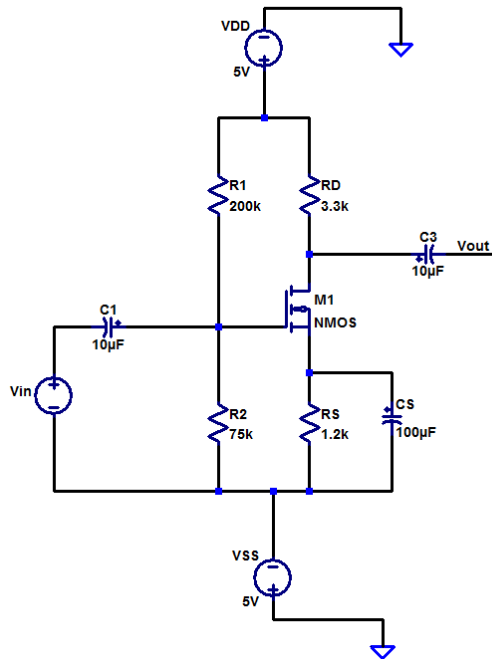 VDD
5V
R1
200k
RD
3.3k
C3
10µF
Vout
M1
NMOS
C1
10µF
Vin
R2
75k
RS
1.2k
CS
100µF
VSS
5V